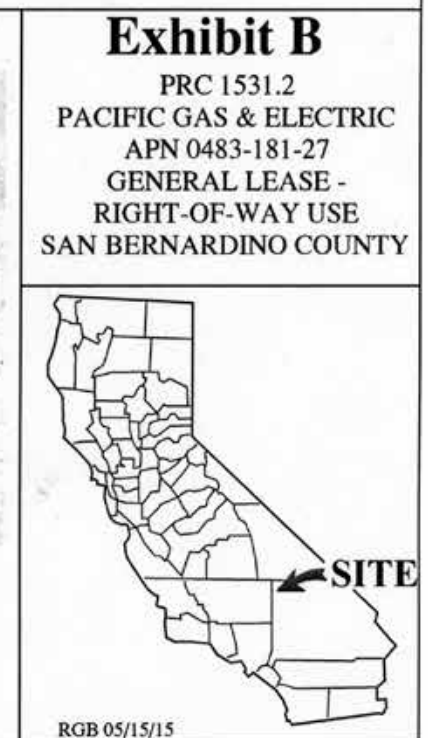 Exhibit B
PRC 1531.2
PACIFIC GAS & ELECTRIC
APN 0483-181-27
GENERAL LEASE -
RIGHT-OF-WAY USE
SAN BERNARDINO COUNTY
SITE
RGB 05/15/15